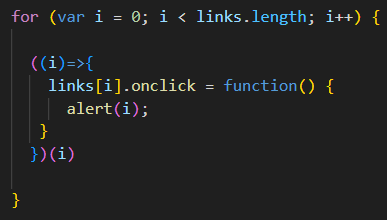 for (var i = 0; i < links.length; i++) {
((i)=>{
links[i].onclick = function() {
alert(i);
}
})(i)
}